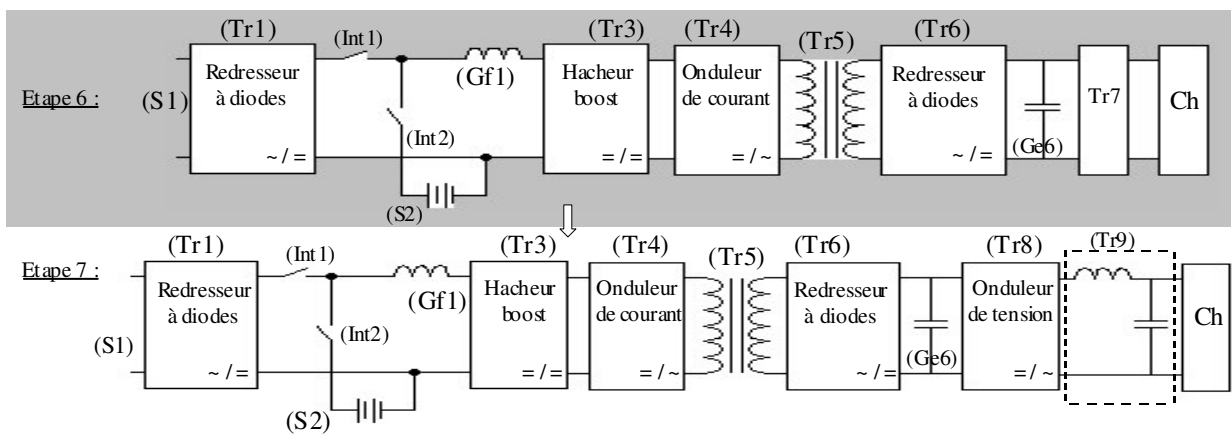 (Tr1)
(Int1)
(Tr3)
(Tr4)
(Tr5)
(Tr6)
Etape 6 :
(S1)
Redresseur
à diodes
~ / =
(Int2)
(S2)
(Gf1)
Hacheur
boost
= / =
Onduleur
de courant
= / ~
Redresseur
à diodes
~ / =
(Ge6)
Tr7
Ch
Etape 7 :
(Tr1)
(Int1)
(Tr3)
(Tr4)
(Tr5)
(Tr6)
(Tr8)
(Tr9)
(S1)
Redresseur
à diodes
~ / =
(Int2)
(S2)
(Gf1)
Hacheur
boost
= / =
Onduleur
de courant
= / ~
Redresseur
à diodes
~ / =
(Ge6)
Onduleur
de tension
= / ~
Ch